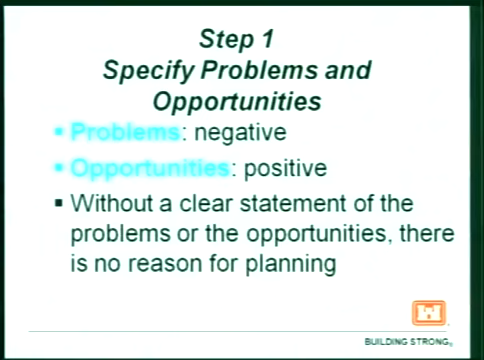 Step 1
Specify Problems and
Opportunities
▪ Problems: negative
▪ Opportunities: positive
▪ Without a clear statement of the
problems or the opportunities, there
is no reason for planning
BUILDING STRONG®